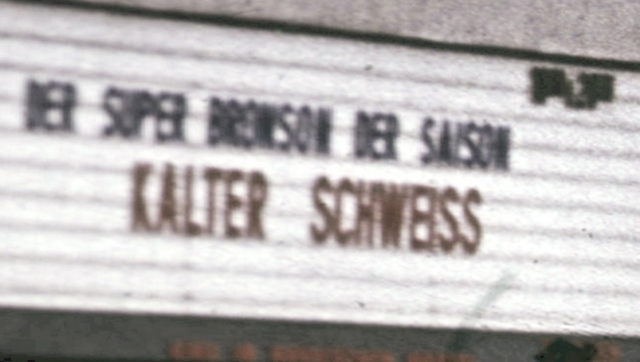 DER SUPER BRONSON DER SAISON
KALTER SCHWEISS